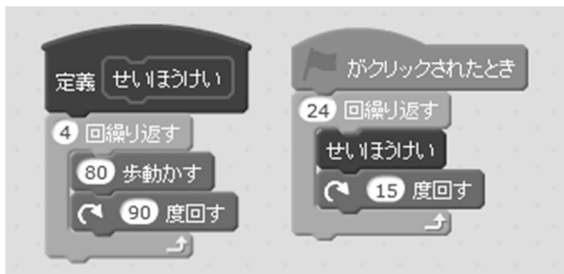 定義 せいほうけい
4 回繰り返す
80 歩動かす
90 度回す
がクリックされたとき
24 回繰り返す
せいほうけい
15 度回す